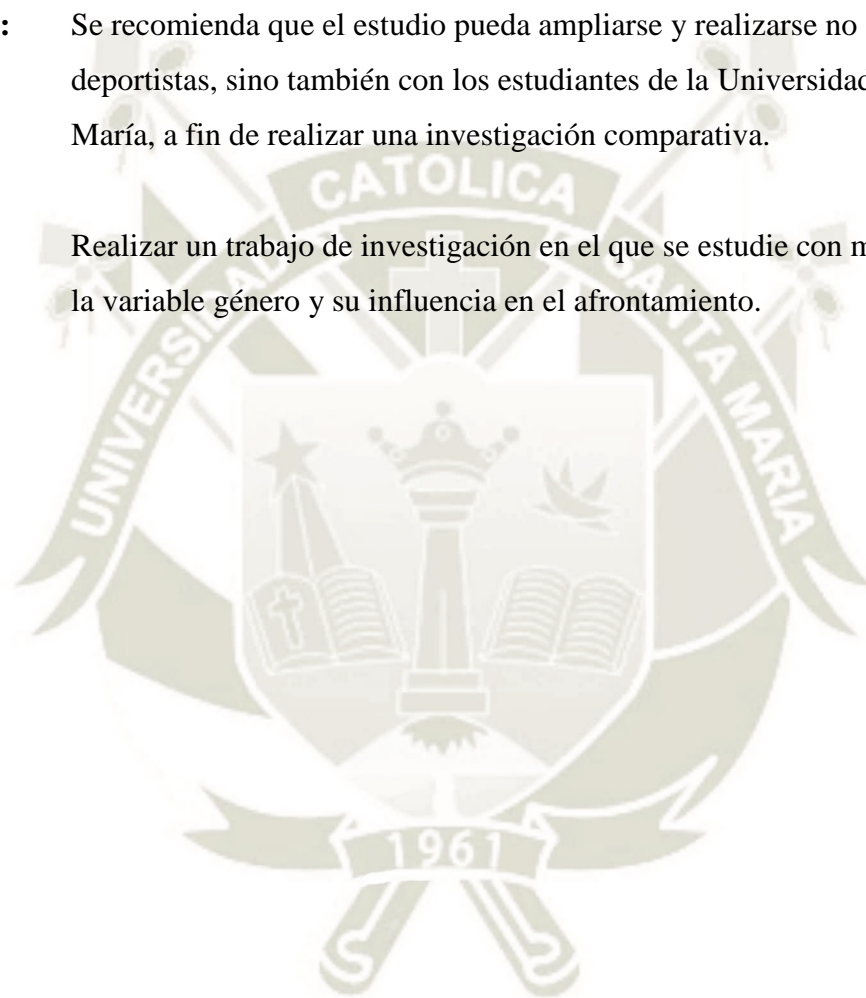 : Se recomienda que el estudio pueda ampliarse y realizarse no
deportistas, sino también con los estudiantes de la Universidad
María, a fin de realizar una investigación comparativa.
Realizar un trabajo de investigación en el que se estudie con
la variable género y su influencia en el afrontamiento.
UNIVERSIDAD CATOLICA SANTA MARIA
1961